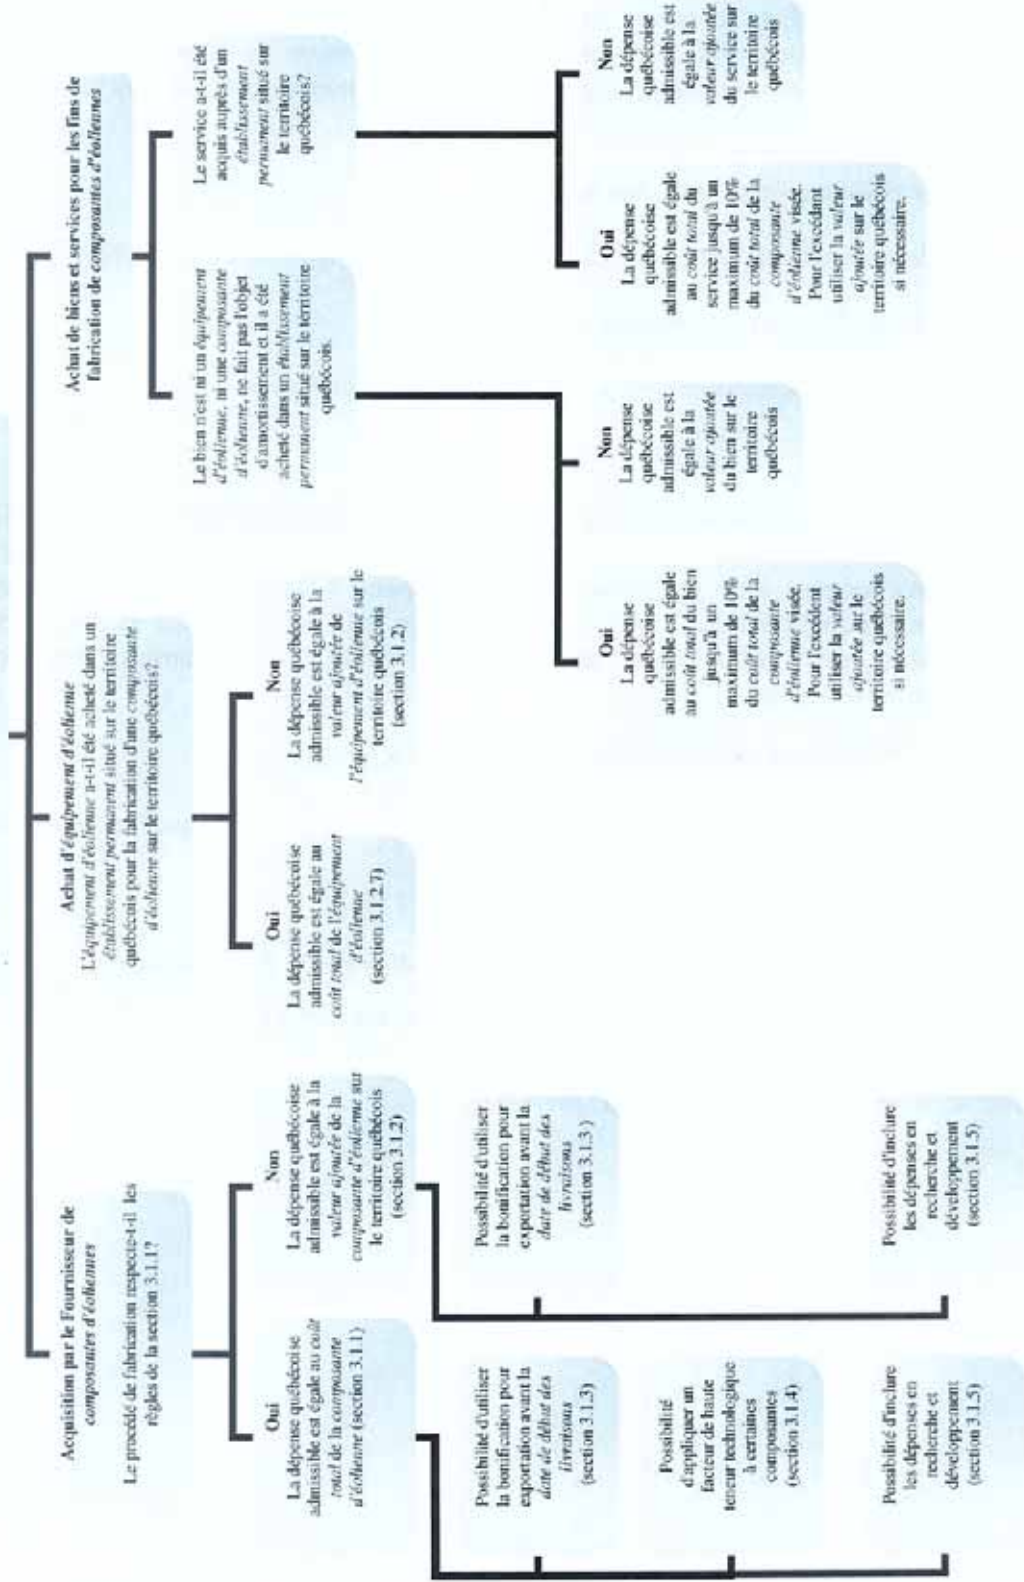 Acquisition par le Fournisseur de
composantes d'éoliennes
Le procédé de fabrication respecte-t-il les
règles de la section 3.1.1?
Oui
La dépense québécoise
admissible est égale au coût
total de la composante
d'éolienne (section 3.1.1)
Possibilité d'utiliser
la bonification pour
exportation avant la
date de début des
livraisons
(section 3.1.3)
Possibilité
d'appliquer un
facteur de haute
teneur technologique
à certaines
composantes
(section 3.1.4)
Possibilité d'inclure
les dépenses en
recherche et
développement
(section 3.1.5)
Non
La dépense québécoise
admissible est égale à la
valeur ajoutée de la
composante d'éolienne sur
le territoire québécois
(section 3.1.2)
Possibilité d'utiliser
la bonification pour
exportation avant la
date de début des
livraisons
(section 3.1.3 )
Possibilité d'inclure
les dépenses en
recherche et
développement
(section 3.1.5)
Achat d'équipement d'éolienne
L'équipement d'éolienne a-t-il été acheté dans un
établissement permanent situé sur le territoire
québécois pour la fabrication d'une composante
d'éolienne sur le territoire québécois?
Oui
La dépense québécoise
admissible est égale au
coût total de l'équipement
d'éolienne
(section 3.1.2.7)
Non
La dépense québécoise
admissible est égale à la
valeur ajoutée de
l'équipement d'éolienne sur le
territoire québécois
(section 3.1.2)
Achat de biens et services pour les fins de
fabrication de composantes d'éoliennes
Le bien n'est ni un équipement
d'éolienne, ni une composante
d'éolienne, ne fait pas l'objet
d'amortissement et il a été
acheté dans un établissement
permanent situé sur le territoire
québécois.
Oui
La dépense
québécoise
admissible est égale
au coût total du bien
jusqu'à un
maximum de 10%
du coût total de la
composante
d'éolienne visée.
Pour l'excédent
utiliser la valeur
ajoutée sur le
territoire québécois
si nécessaire.
Non
La dépense
québécoise
admissible est
égale à la
valeur ajoutée
du bien sur le
territoire
québécois
Le service a-t-il été
acquis auprès d'un
établissement
permanent situé sur
le territoire
québécois?
Oui
La dépense
québécoise
admissible est égale
au coût total du
service jusqu'à un
maximum de 10%
du coût total de la
composante
d'éolienne visée.
Pour l'excédant
utiliser la valeur
ajoutée sur le
territoire québécois
si nécessaire.
Non
La dépense
québécoise
admissible est
égale à la
valeur ajoutée
du service sur
le territoire
québécois